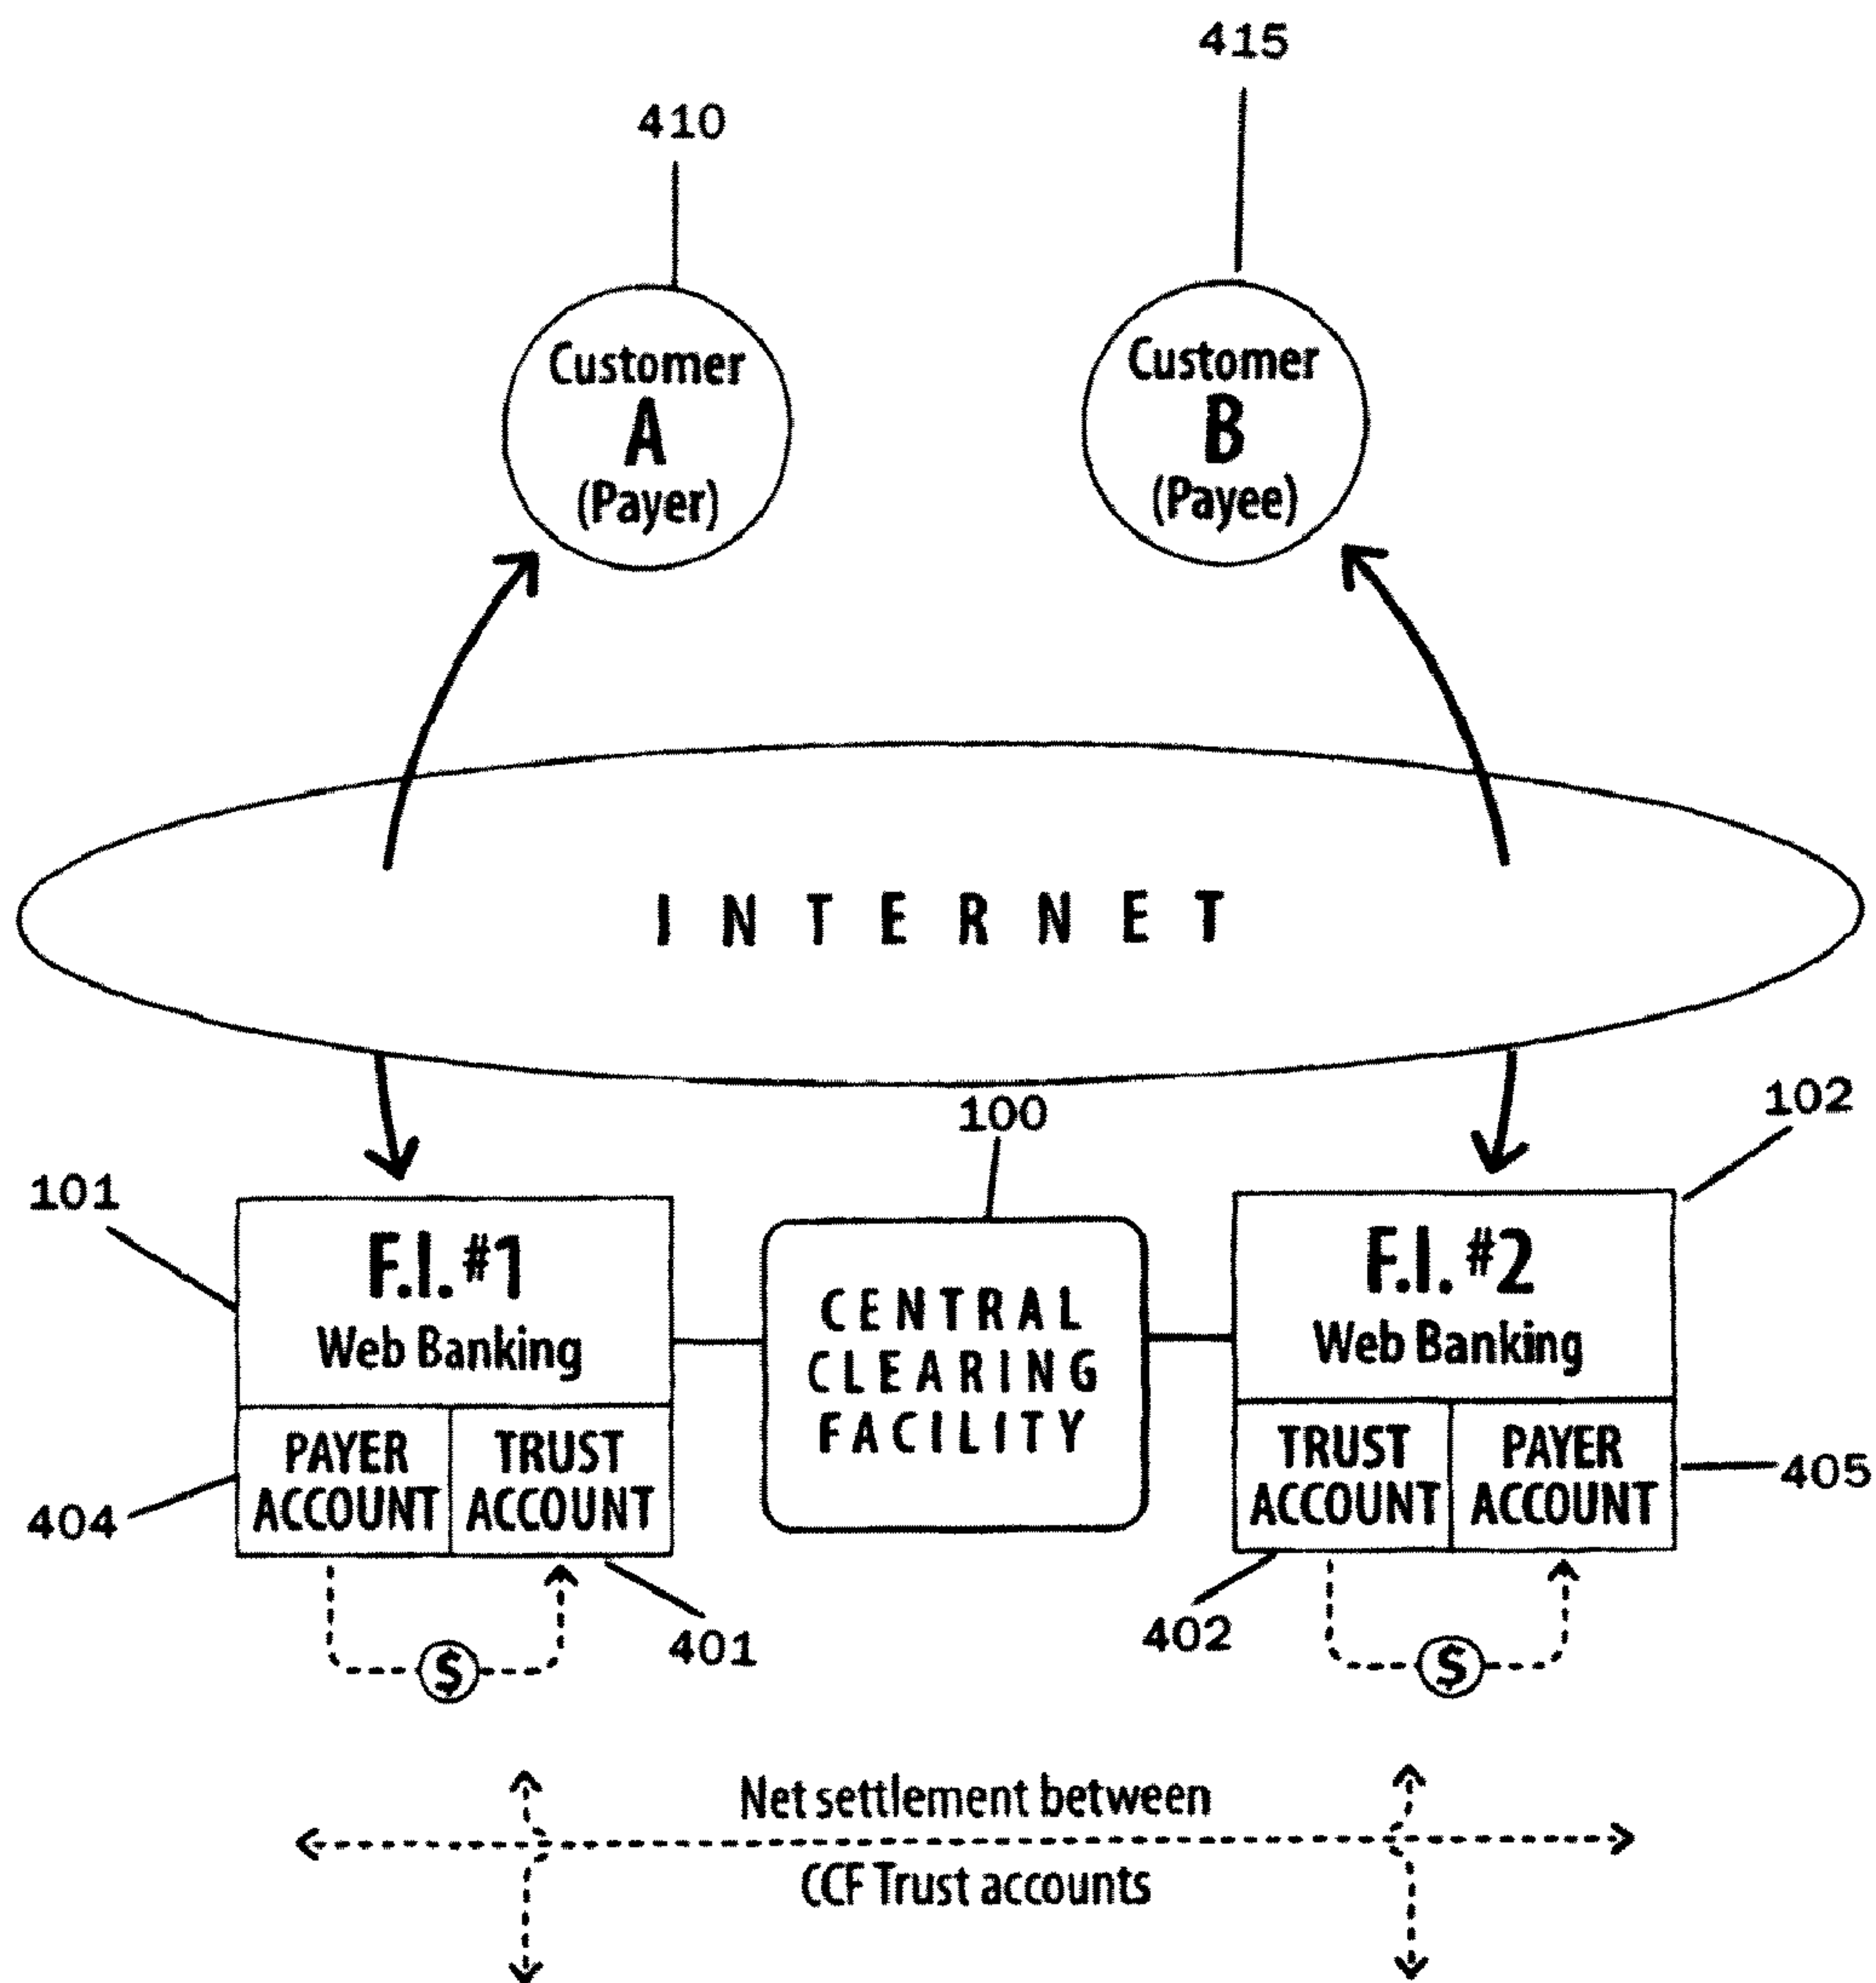 415
410
Customer
A
(Payer)
Customer
B
(Payee)
I N T E R N E T
100
102
101
F.I. #1
Web Banking
CENTRAL
CLEARING
FACILITY
F.I. #2
Web Banking
PAYER
ACCOUNT
TRUST
ACCOUNT
TRUST
ACCOUNT
PAYER
ACCOUNT
404
405
401
402
$
$
Net settlement between
CCF Trust accounts